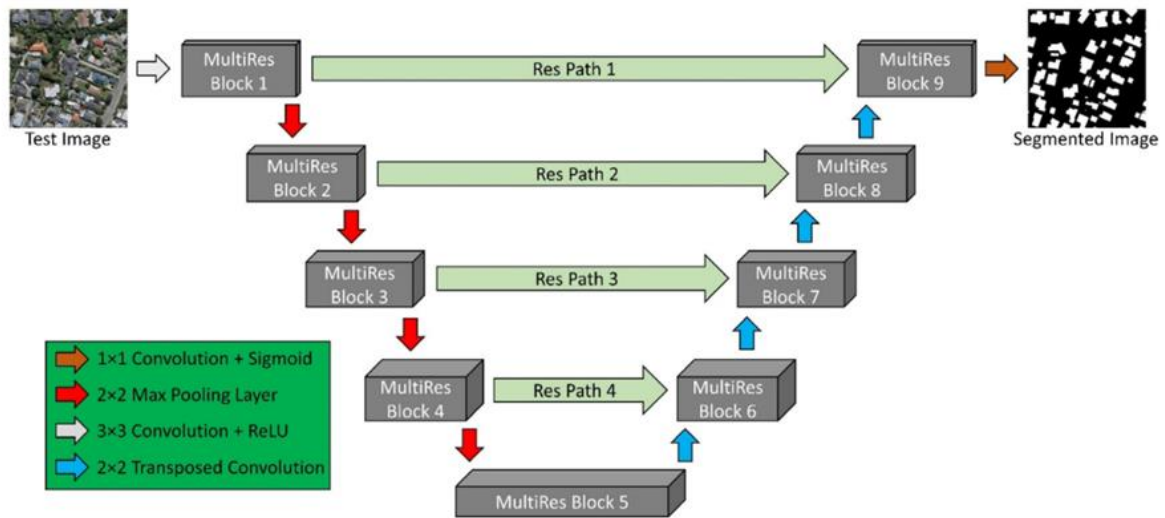 MultiRes
Block 1
Res Path 1
MultiRes
Block 9
Test Image
Segmented Image
MultiRes
Block 2
Res Path 2
MultiRes
Block 8
MultiRes
Block 3
Res Path 3
MultiRes
Block 7
1×1 Convolution + Sigmoid
2×2 Max Pooling Layer
3×3 Convolution + ReLU
2×2 Transposed Convolution
MultiRes
Block 4
Res Path 4
MultiRes
Block 6
MultiRes Block 5